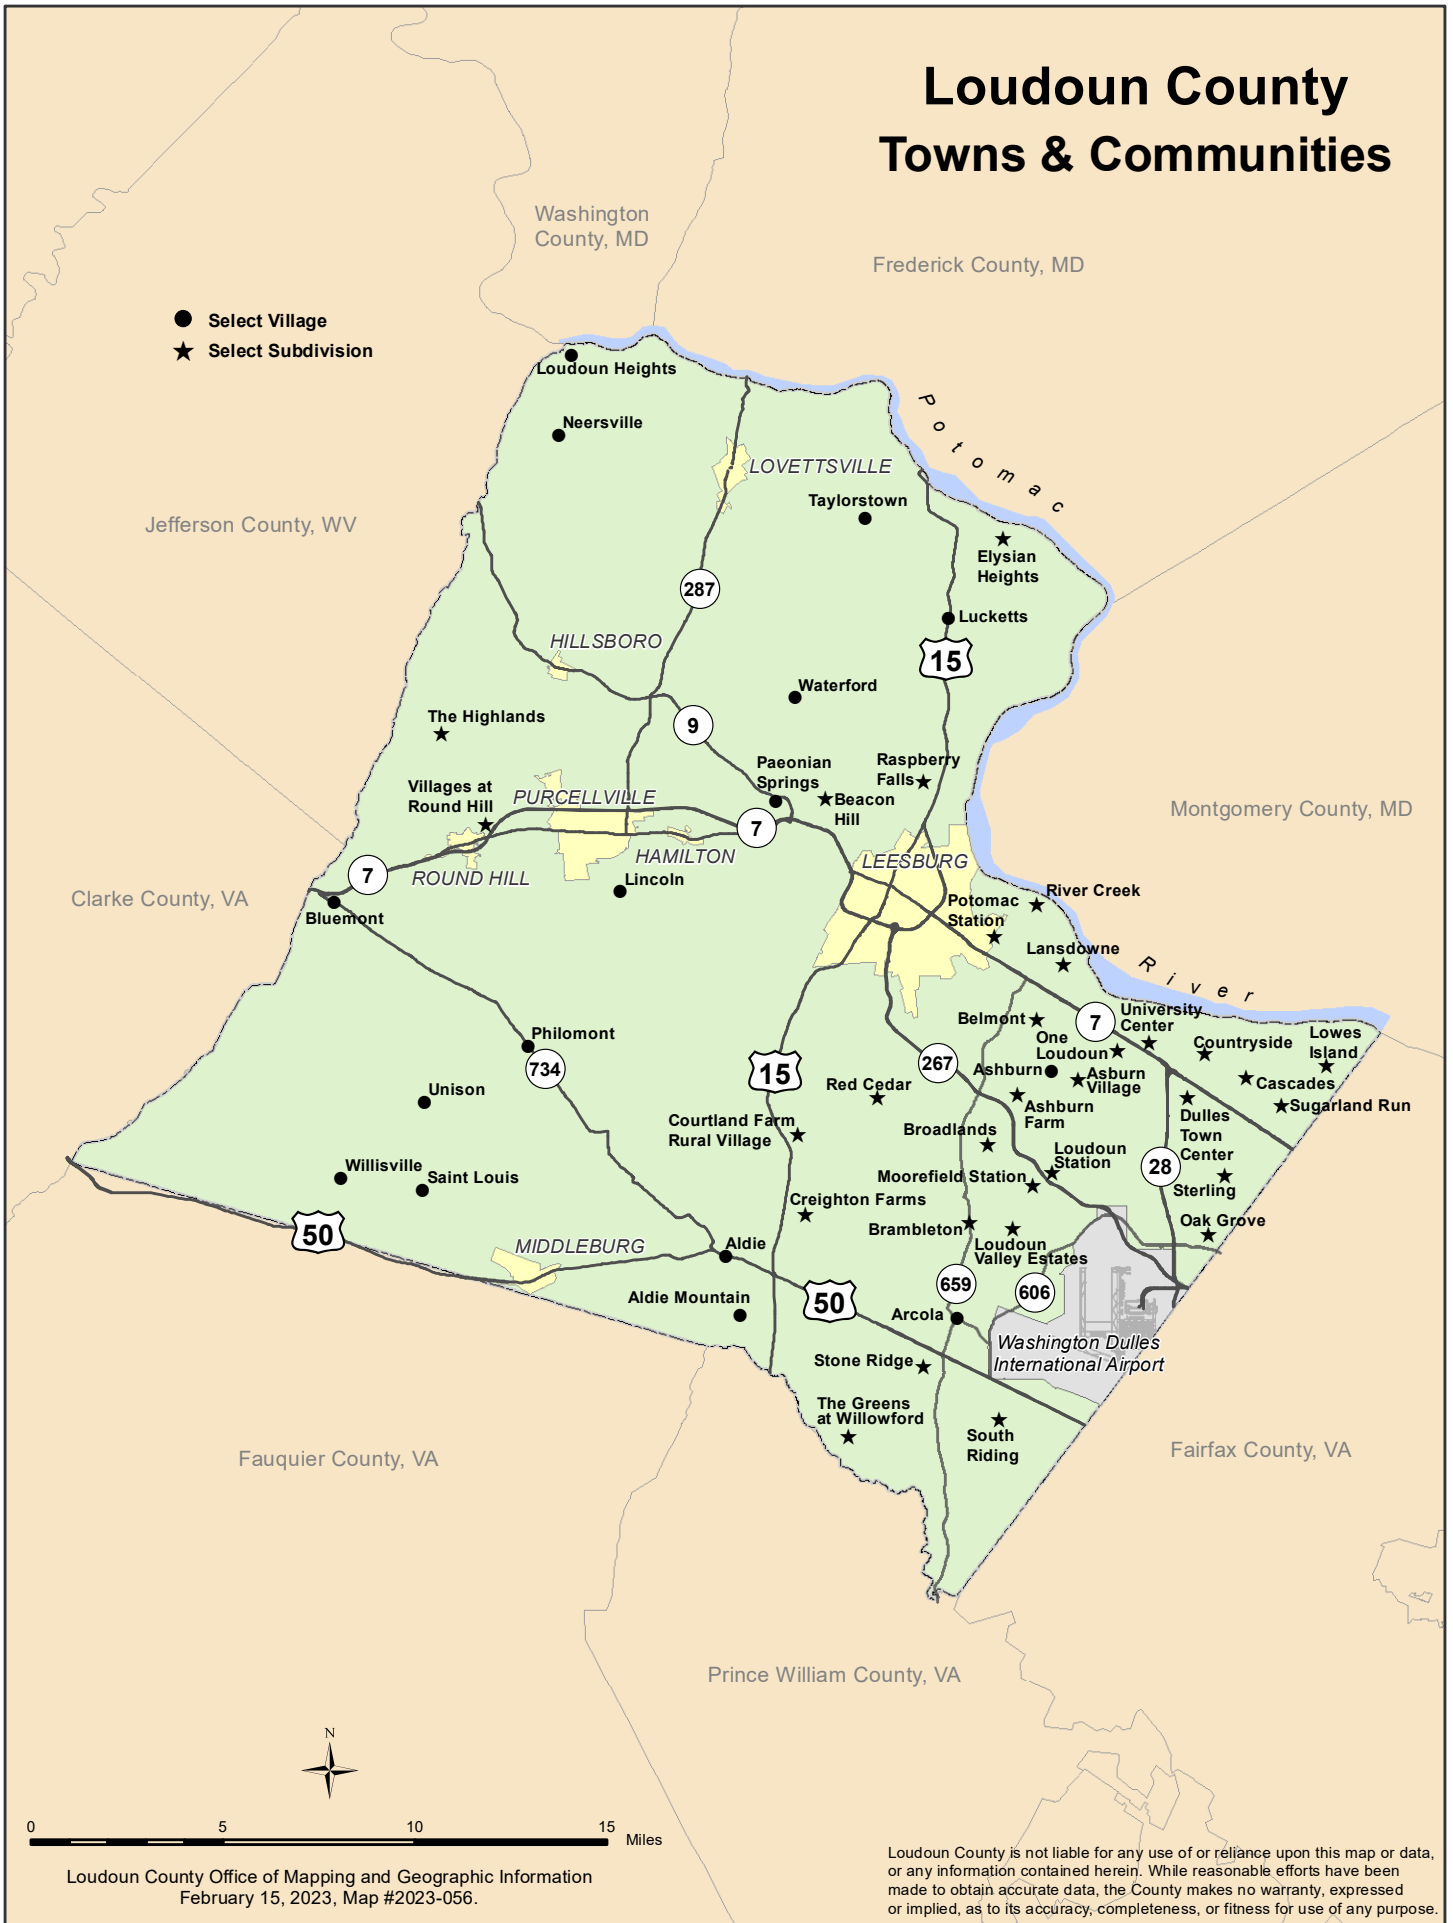 Loudoun County
Towns & Communities
Washington
County, MD
Frederick County, MD
Select Village
Select Subdivision
Loudoun Heights
Neersville
Potomac
LOVETTSVILLE
Taylorstown
Jefferson County, WV
Elysian
Heights
287
Lucketts
HILLSBORO
15
Waterford
The Highlands
9
Paeonian
Springs
Raspberry
Falls
Villages at
Round Hill
PURCELLVILLE
Beacon
Hill
Montgomery County, MD
7
HAMILTON
LEESBURG
7
ROUND HILL
Lincoln
River Creek
Clarke County, VA
Potomac
Station
Bluemont
Lansdowne
River
Philomont
Belmont
7
University
Center
One
Loudoun
Countryside
Lowes
Island
734
15
267
Ashburn
Asburn
Village
Cascades
Unison
Red Cedar
Sugarland Run
Ashburn
Farm
Dulles
Town
Center
Courtland Farm
Rural Village
Broadlands
Loudoun
Station
28
Willisville
Saint Louis
Moorefield Station
Sterling
Creighton Farms
50
Brambleton
Oak Grove
MIDDLEBURG
Aldie
Loudoun
Valley Estates
659
606
Aldie Mountain
50
Arcola
Washington Dulles
International Airport
Stone Ridge
The Greens
at Willowford
South
Riding
Fauquier County, VA
Fairfax County, VA
Prince William County, VA
N
0 5 10 15
Miles
Loudoun County Office of Mapping and Geographic Information
February 15, 2023, Map #2023-056.
Loudoun County is not liable for any use of or reliance upon this map or data,
or any information contained herein. While reasonable efforts have been
made to obtain accurate data, the County makes no warranty, expressed
or implied, as to its accuracy, completeness, or fitness for use of any purpose.